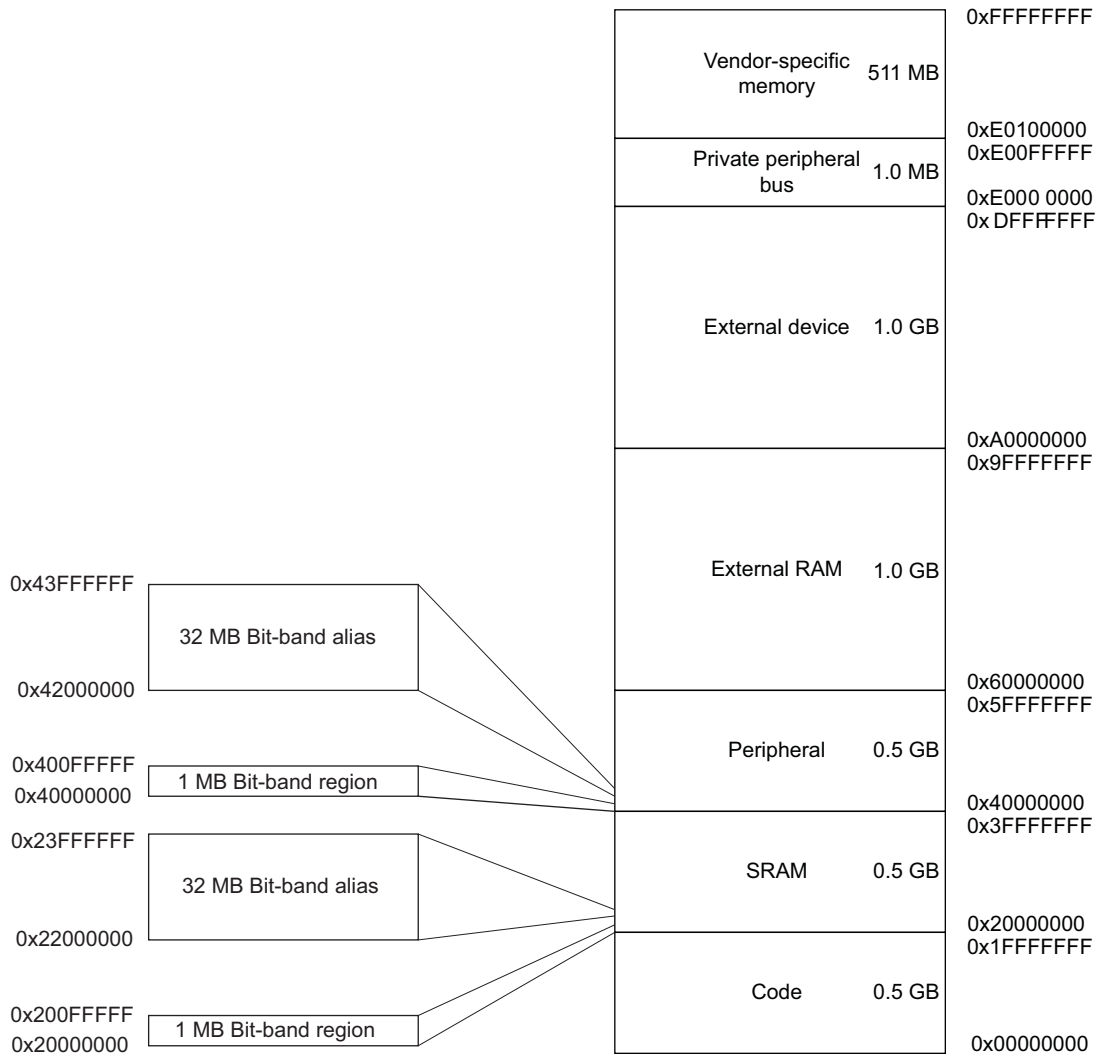 0xFFFFFFFF
Vendor-specific
memory
511 MB
0xE0100000
0xE00FFFFF
Private peripheral
bus
1.0 MB
0xE000 0000
0x DFFFFFFF
External device
1.0 GB
0xA0000000
0x9FFFFFFF
External RAM
1.0 GB
0x60000000
0x5FFFFFFF
Peripheral
0.5 GB
0x40000000
0x3FFFFFFF
SRAM
0.5 GB
0x20000000
0x1FFFFFFF
Code
0.5 GB
0x00000000
0x43FFFFFF
32 MB Bit-band alias
0x42000000
0x400FFFFF
1 MB Bit-band region
0x40000000
0x23FFFFFF
32 MB Bit-band alias
0x22000000
0x200FFFFF
1 MB Bit-band region
0x20000000